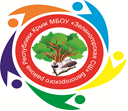 МБОУ «Зеленогорская СШ» Белогорского района Республики Крым